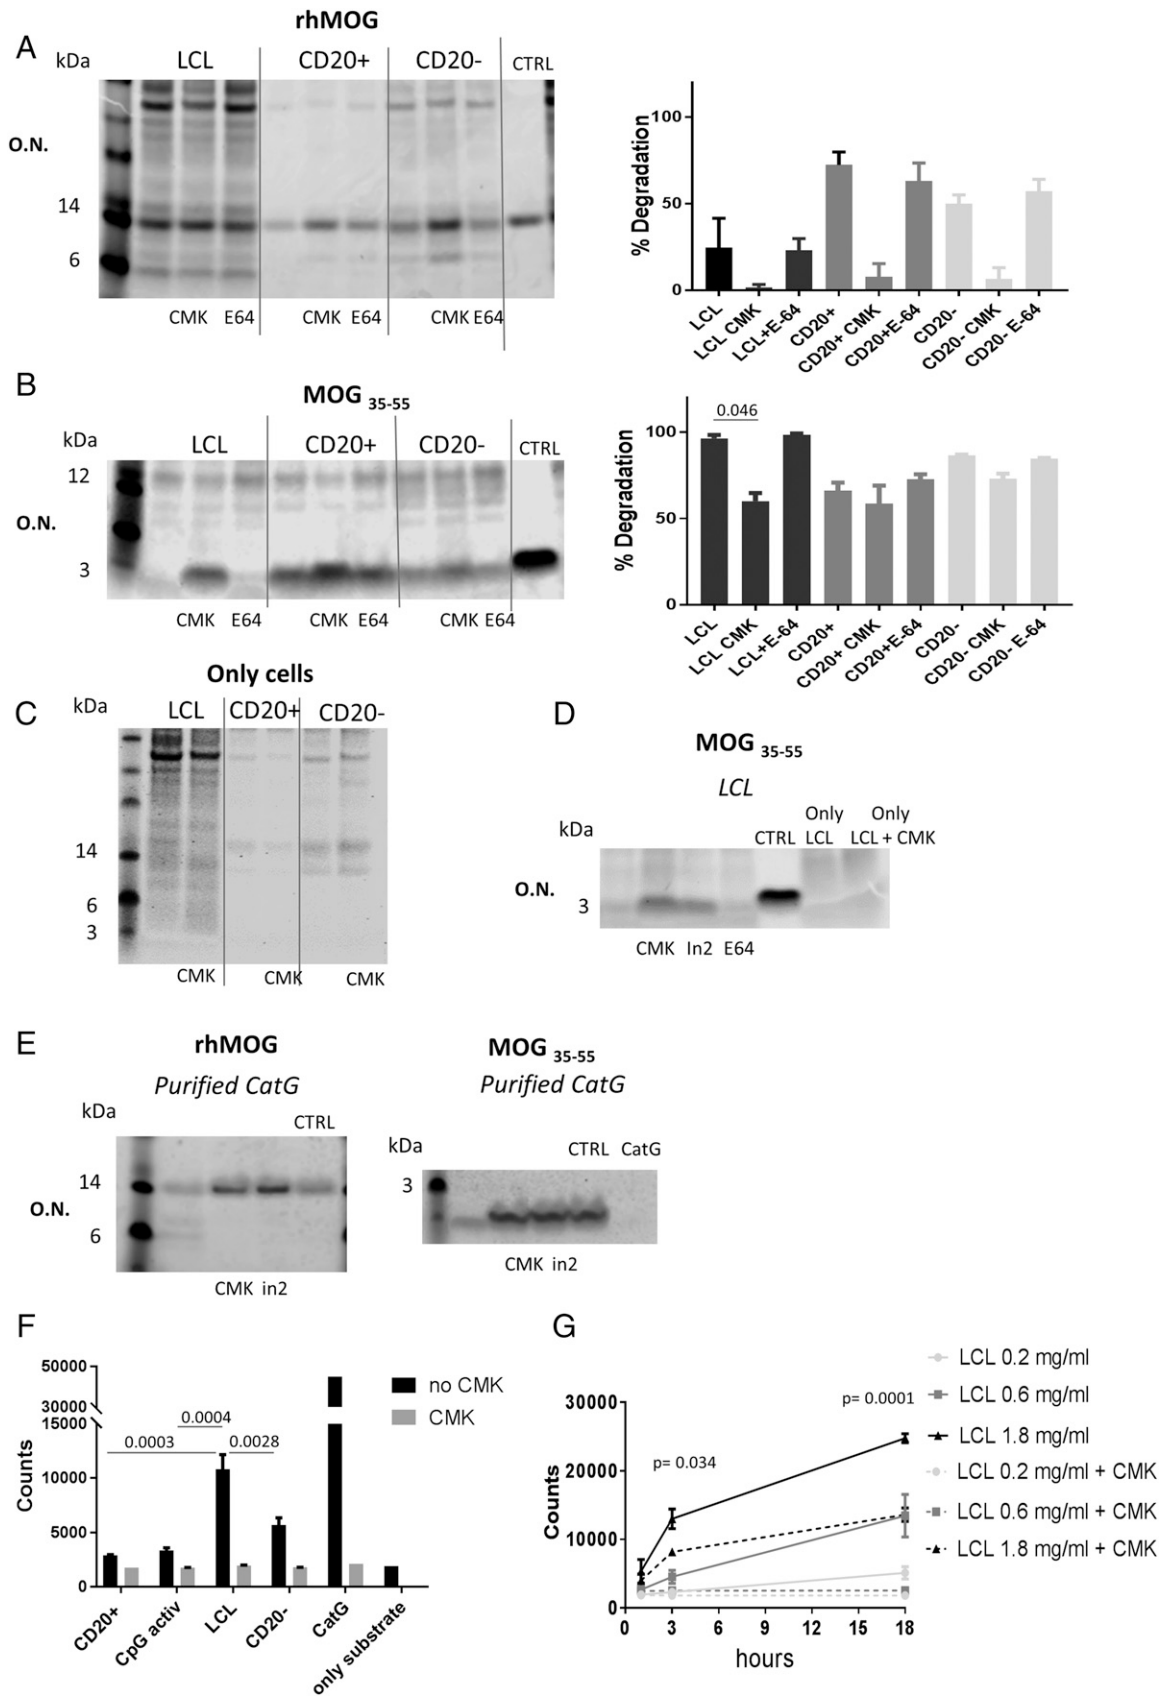 rhMOG
A
kDa
LCL
CD20+
CD20-
CTRL
O.N.
14
6
CMK E64
CMK E64
CMK E64
% Degradation
100
50
0
LCL
LCL CMK
LCL+E-64
CD20+
CD20+ CMK
CD20+E-64
CD20-
CD20- CMK
CD20- E-64
B
MOG 35-55
kDa
LCL
CD20+
CD20-
CTRL
12
O.N.
3
CMK E64
CMK E64
CMK E64
% Degradation
0.046
100
50
0
LCL
LCL CMK
LCL+E-64
CD20+
CD20+ CMK
CD20+E-64
CD20-
CD20- CMK
CD20- E-64
Only cells
C
kDa
LCL
CD20+
CD20-
14
6
3
CMK
CMK
CMK
D
MOG 35-55
LCL
kDa
CTRL
Only
LCL
Only
LCL + CMK
O.N.
3
CMK In2 E64
E
rhMOG
Purified CatG
kDa
CTRL
14
O.N.
6
CMK in2
MOG 35-55
Purified CatG
kDa
CTRL CatG
3
CMK in2
F
Counts
50000
30000
15000
10000
5000
0
0.0004
0.0003
0.0028
no CMK
CMK
CD20+
CpG activ
LCL
CD20-
CatG
only substrate
G
Counts
30000
20000
10000
0
p= 0.034
p= 0.0001
0 3 6 9 12 15 18
hours
LCL 0.2 mg/ml
LCL 0.6 mg/ml
LCL 1.8 mg/ml
LCL 0.2 mg/ml + CMK
LCL 0.6 mg/ml + CMK
LCL 1.8 mg/ml + CMK